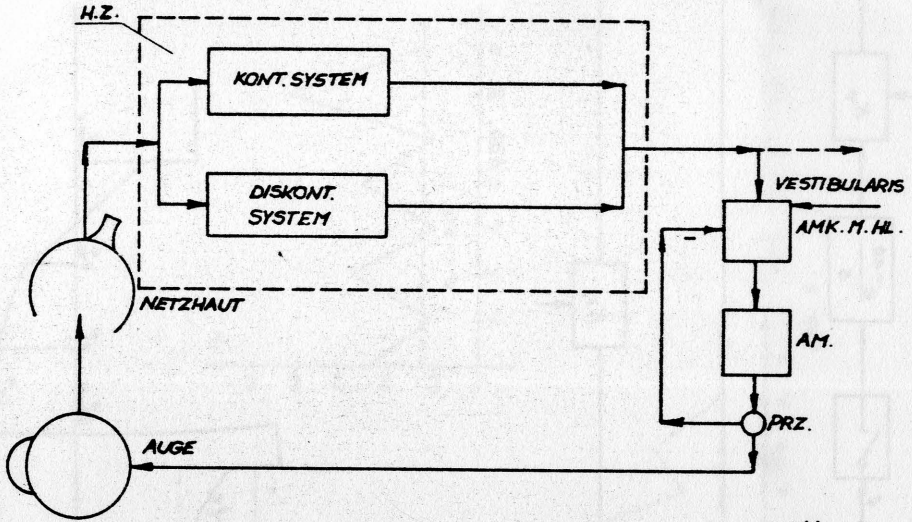 H.Z.
KONT. SYSTEM
DISKONT.
SYSTEM
VESTIBULARIS
AMK. M. HL.
NETZHAUT
AM.
PRZ.
AUGE